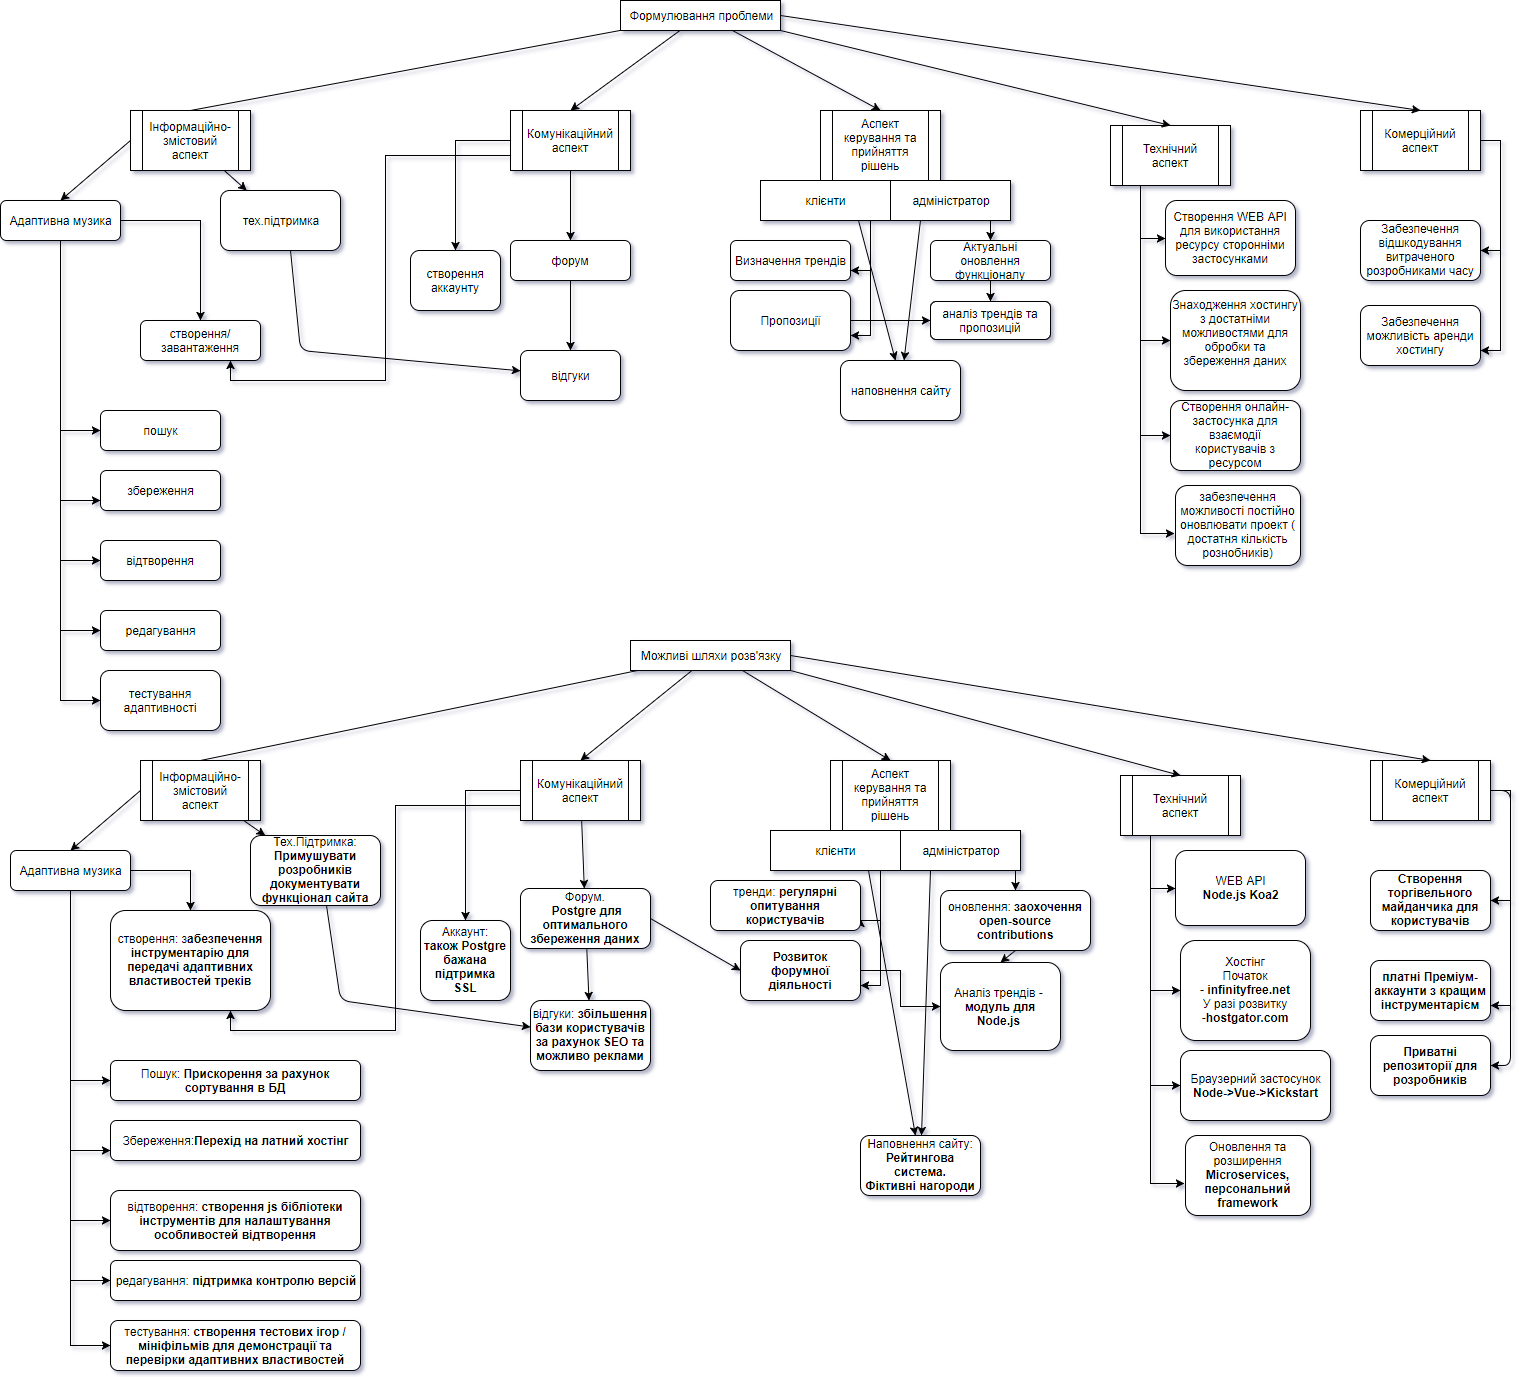 Формулювання проблеми
Інформаційно-
змістовий
аспект
Комунікаційний
аспект
Аспект
керування та
прийняття
рішень
клієнти
адміністратор
Технічний
аспект
Комерційний
аспект
Адаптивна музика
тех.підтримка
створення/
завантаження
пошук
збереження
відтворення
редагування
тестування
адаптивності
створення
аккаунту
форум
відгуки
Визначення трендів
Пропозиції
Актуальні
оновлення
функціоналу
аналіз трендів та
пропозицій
наповнення сайту
Створення WEB API
для використання
ресурсу сторонніми
застосунками
Знаходження хостингу
з достатніми
можливостями для
обробки та
збереження даних
Створення онлайн-
застосунка для
взаємодії
користувачів з
ресурсом
забезпечення
можливості постійно
оновлювати проект (
достатня кількість
рознобників)
Забезпечення
відшкодування
витраченого
розробниками часу
Забезпечення
можливість аренди
хостингу
Можливі шляхи розв'язку
Інформаційно-
змістовий
аспект
Комунікаційний
аспект
Аспект
керування та
прийняття
рішень
клієнти
адміністратор
Технічний
аспект
Комерційний
аспект
Адаптивна музика
Тех.Підтримка:
Примушувати
розробників
документувати
функціонал сайта
створення: забезпечення
інструментарію для
передачі адаптивних
властивостей треків
Пошук: Прискорення за рахунок
сортування в БД
Збереження:Перехід на латний хостінг
відтворення: створення js бібліотеки
інструментів для налаштування
особливостей відтворення
редагування: підтримка контролю версій
тестування: створення тестових ігор /
мініфільмів для демонстрації та
перевірки адаптивних властивостей
Аккаунт:
також Postgre
бажана
підтримка
SSL
Форум.
Postgre для
оптимального
збереження даних
відгуки: збільшення
бази користувачів
за рахунок SEO та
можливо реклами
тренди: регулярні
опитування
користувачів
Розвиток
форумної
діяльності
оновлення: заохочення
open-source
contributions
Аналіз трендів -
модуль для
Node.js
Наповнення сайту:
Рейтингова
система.
Фіктивні нагороди
WEB API
Node.js Koa2
Хостінг
Початок
- infinityfree.net
У разі розвитку
-hostgator.com
Браузерний застосунок
Node->Vue->Kickstart
Оновлення та
розширення
Microservices,
персональний
framework
Створення
торгівельного
майданчика для
користувачів
платні Преміум-
аккаунти з кращим
інструментарієм
Приватні
репозиторії для
розробників